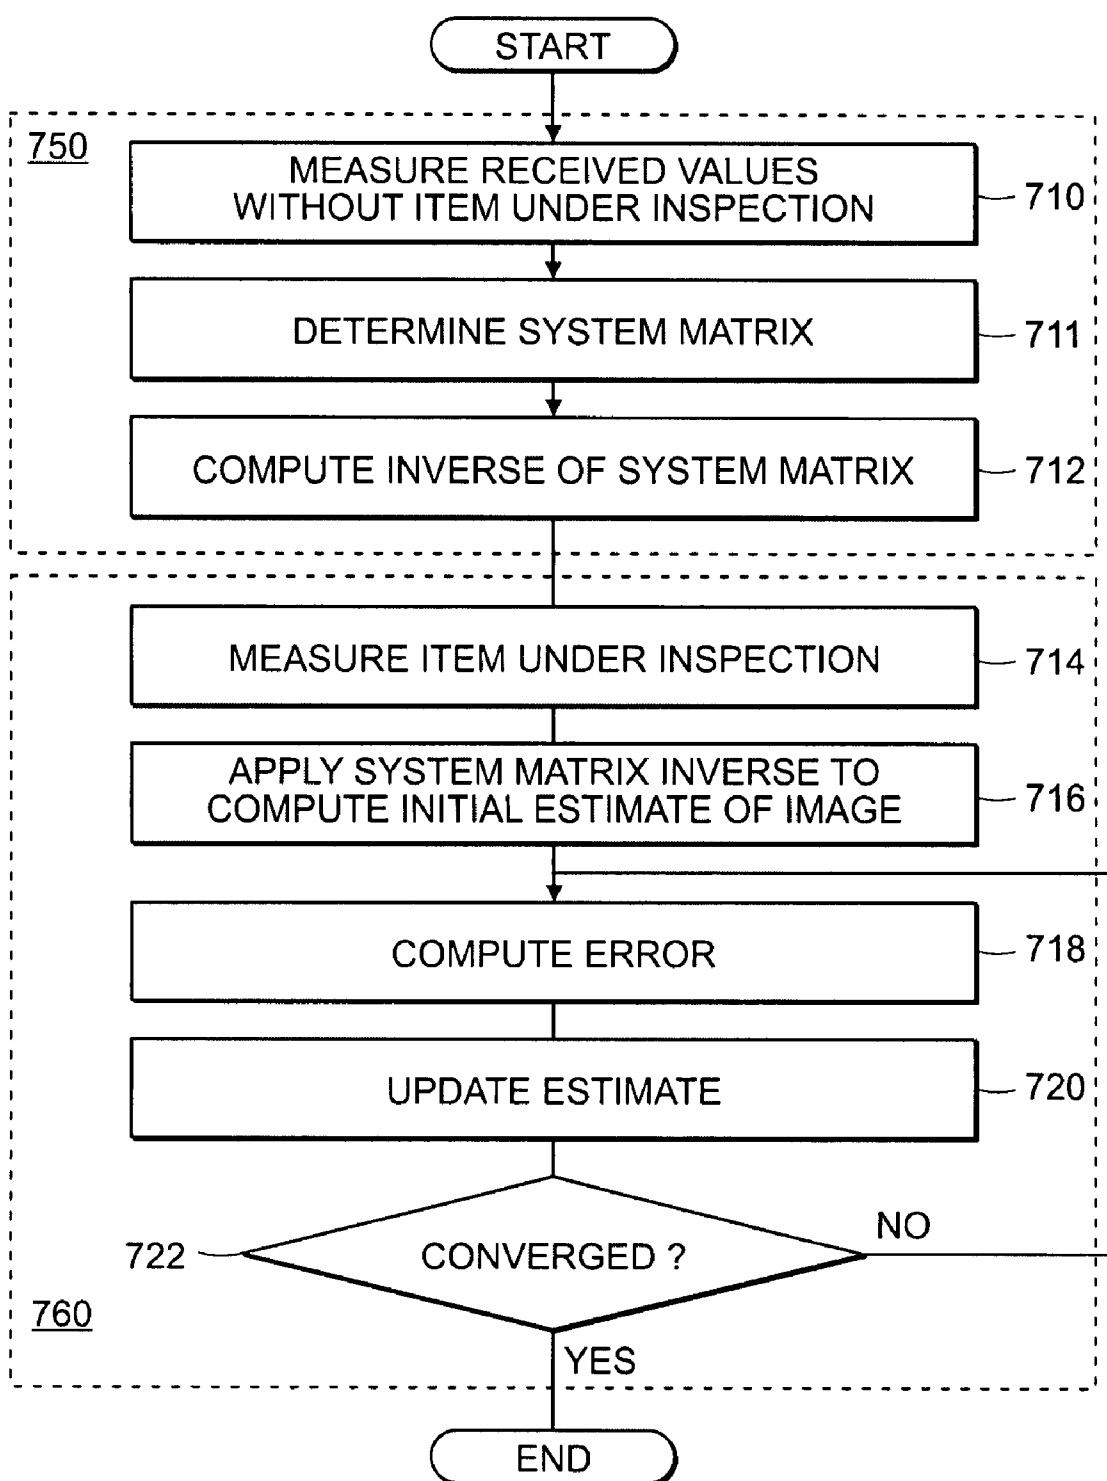 START
750
MEASURE RECEIVED VALUES
WITHOUT ITEM UNDER INSPECTION
710
DETERMINE SYSTEM MATRIX
711
COMPUTE INVERSE OF SYSTEM MATRIX
712
MEASURE ITEM UNDER INSPECTION
714
APPLY SYSTEM MATRIX INVERSE TO
COMPUTE INITIAL ESTIMATE OF IMAGE
716
COMPUTE ERROR
718
UPDATE ESTIMATE
720
NO
722
CONVERGED ?
760
YES
END